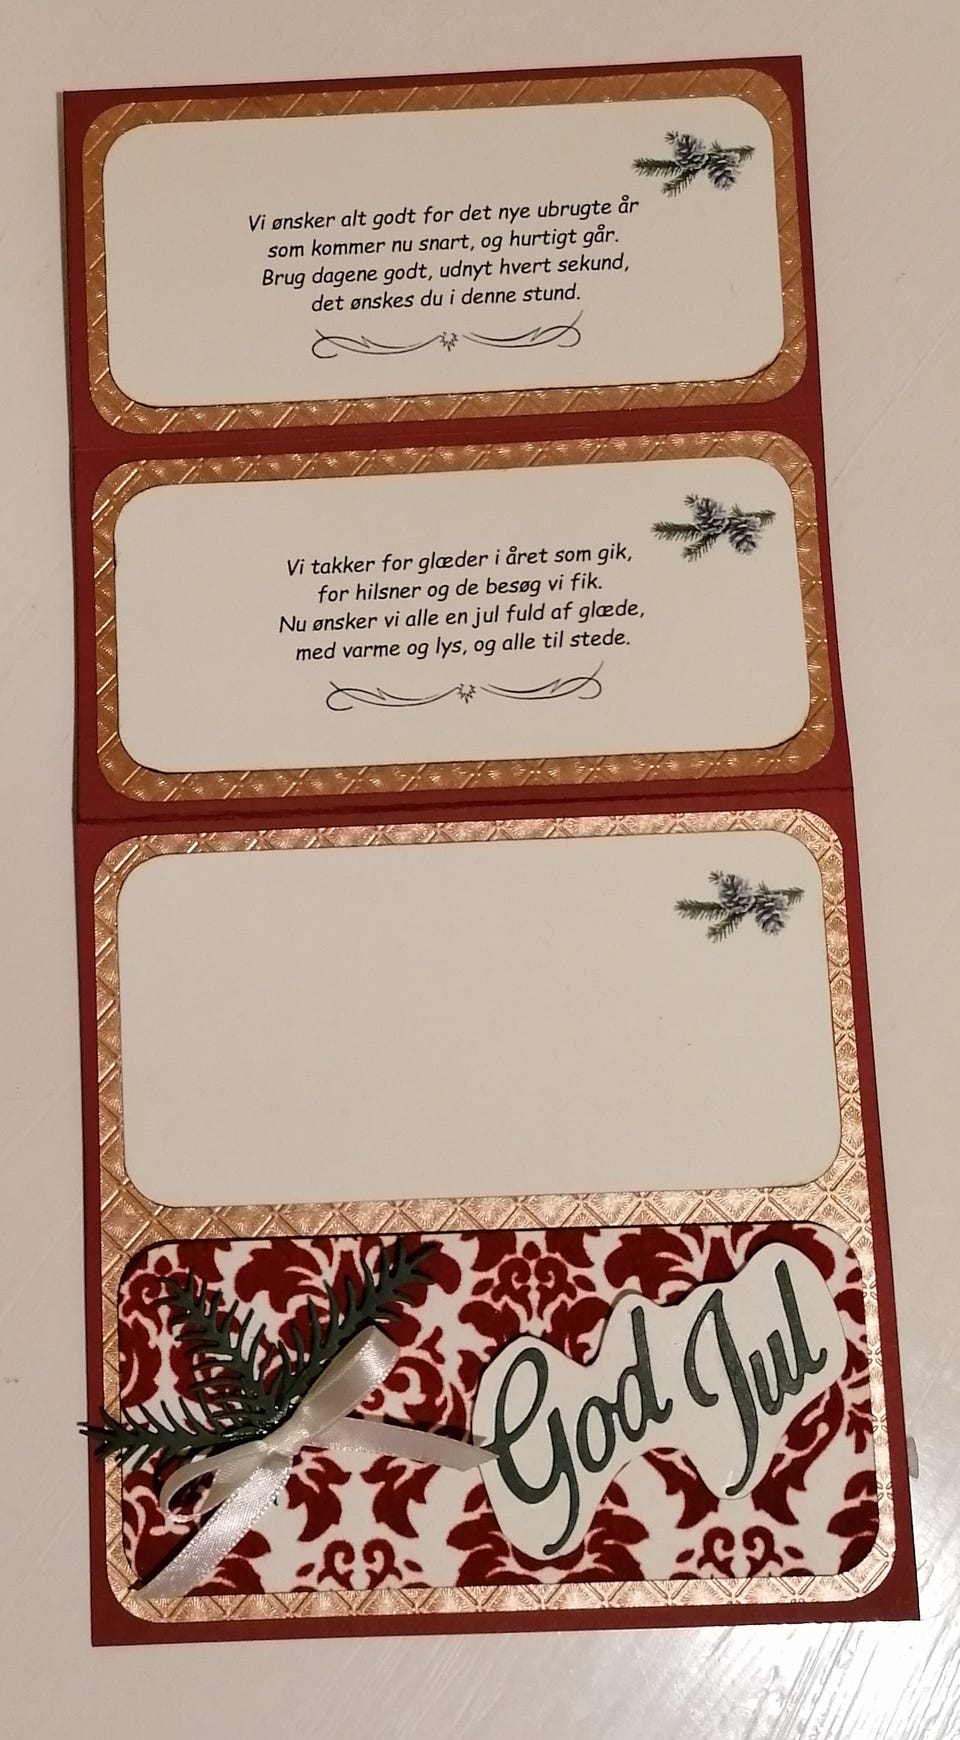 Vi ønsker alt godt for det nye ubrugte år
som kommer nu snart, og hurtigt går.
Brug dagene godt, udnyt hvert sekund,
det ønskes du i denne stund.
Vi takker for glæder i året som gik,
for hilsner og de besøg vi fik.
Nu ønsker vi alle en jul fuld af glæde,
med varme og lys, og alle til stede.
God Jul